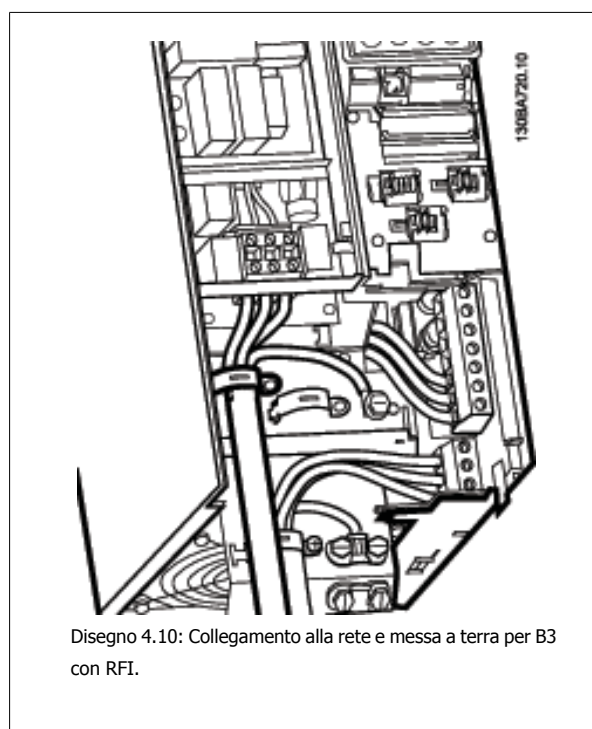 130BA720.10
Disegno 4.10: Collegamento alla rete e messa a terra per B3
con RFI.